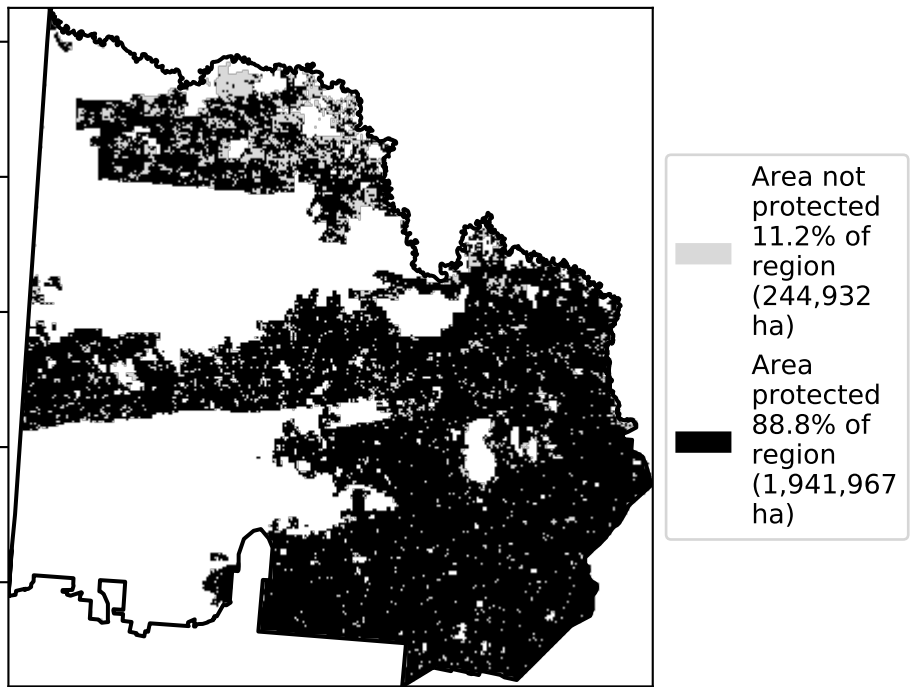 Area not
protected
11.2% of
region
(244,932
ha)
Area
protected
88.8% of
region
(1,941,967
ha)